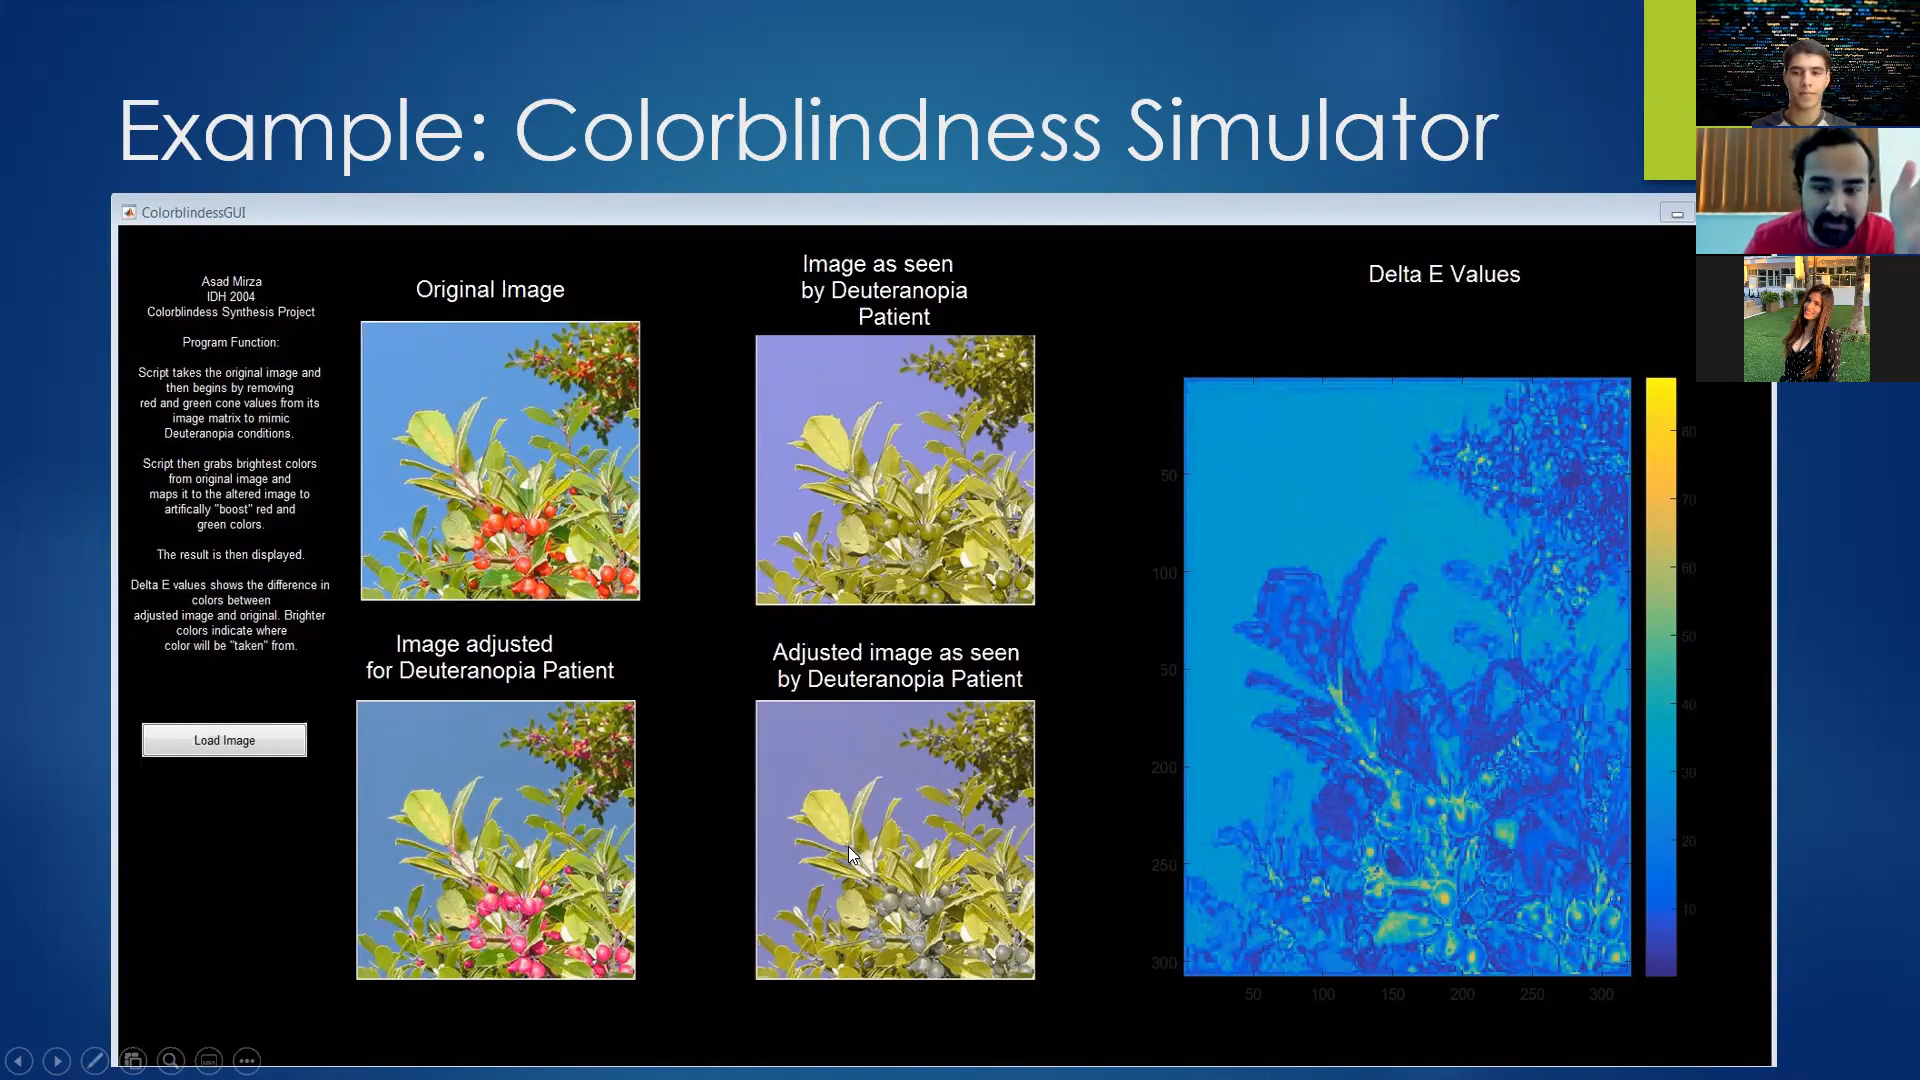 Example: Colorblindness Simulator
ColorblindessGUI
Asad Mirza
IDH 2004
Colorblindess Synthesis Project
Program Function:
Script takes the original image and
then begins by removing
red and green cone values from its
image matrix to mimic
Deuteranopia conditions.
Script then grabs brightest colors
from original image and
maps it to the altered image to
artifically "boost" red and
green colors.
The result is then displayed.
Delta E values shows the difference in
colors between
adjusted image and original. Brighter
colors indicate where
color will be "taken" from.
Load Image
Original Image
Image as seen
by Deuteranopia
Patient
Image adjusted
for Deuteranopia Patient
Adjusted image as seen
by Deuteranopia Patient
Delta E Values
50
100
50
200
250
300
50
100
150
200
250
300
80
70
60
50
40
30
20
10